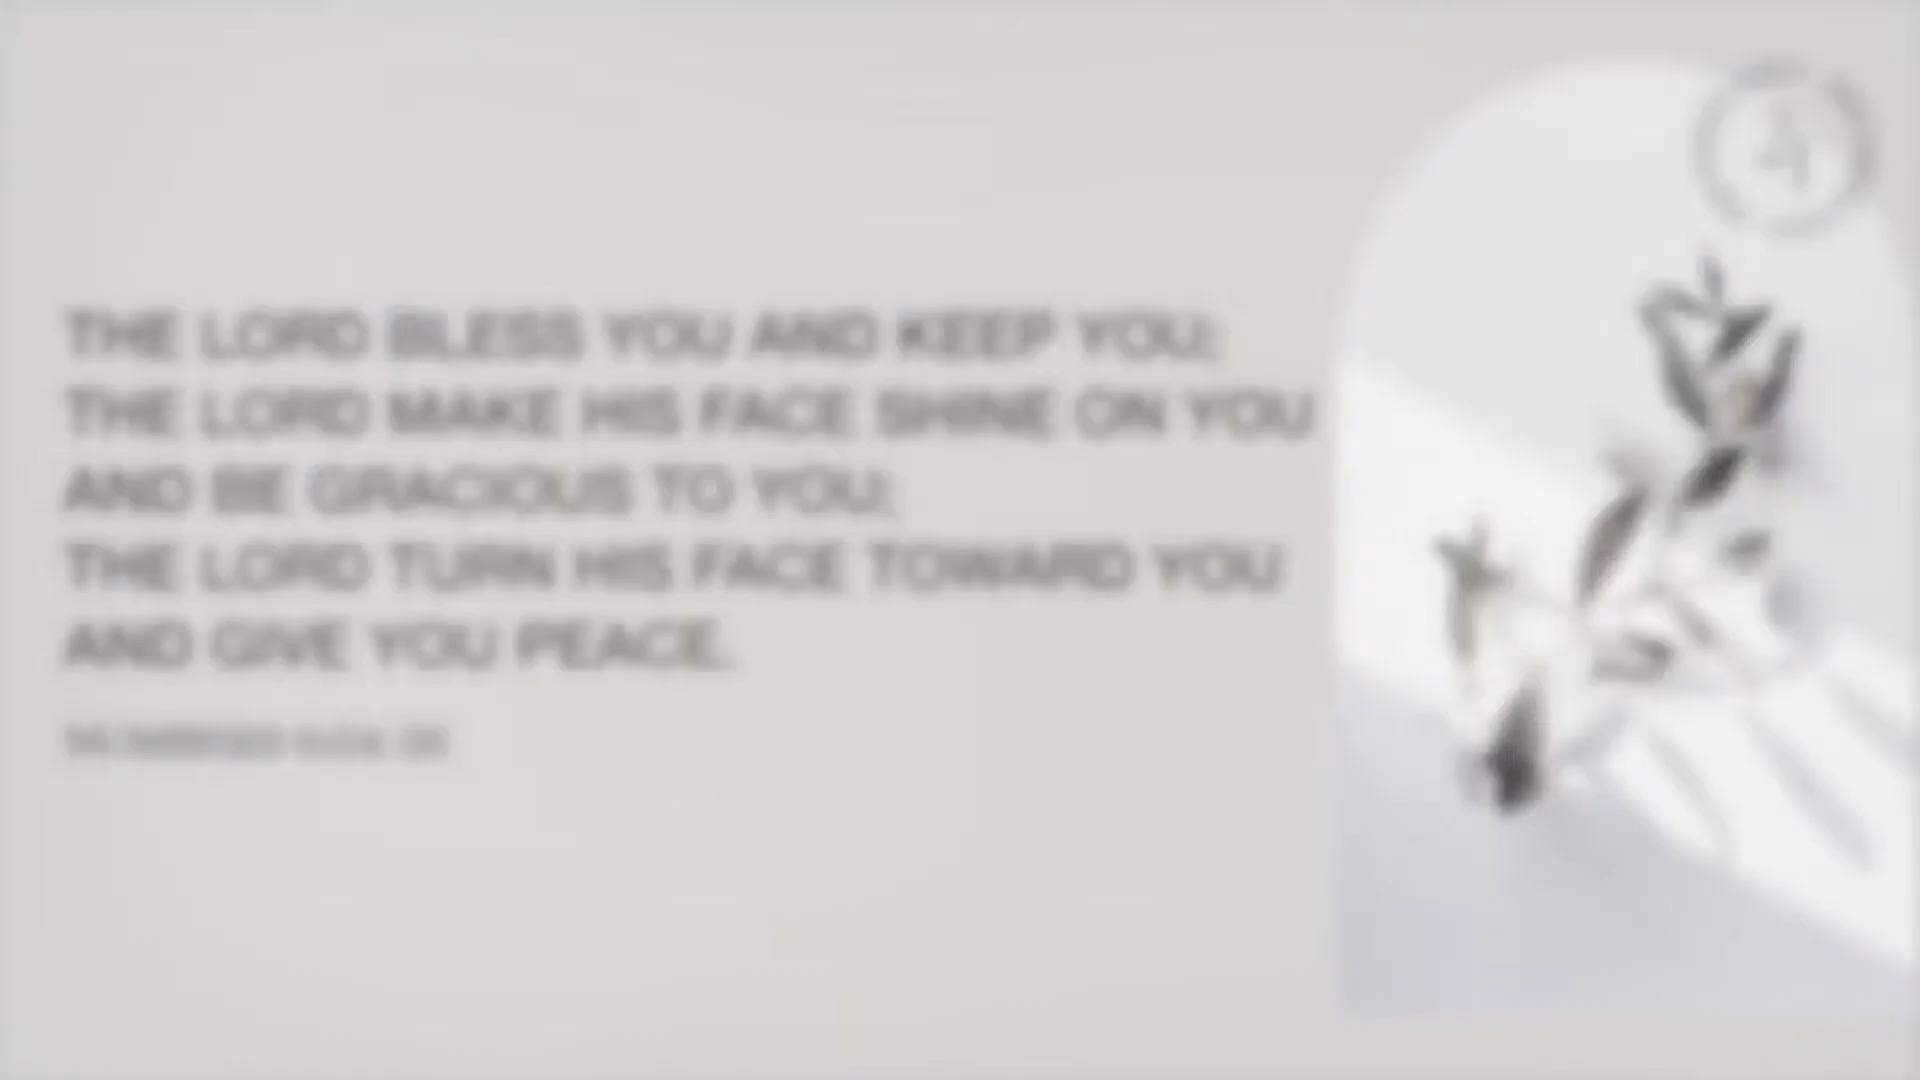 THE LORD BLESS YOU AND KEEP YOU;
THE LORD MAKE HIS FACE SHINE ON YOU
AND BE GRACIOUS TO YOU;
THE LORD TURN HIS FACE TOWARD YOU
AND GIVE YOU PEACE.